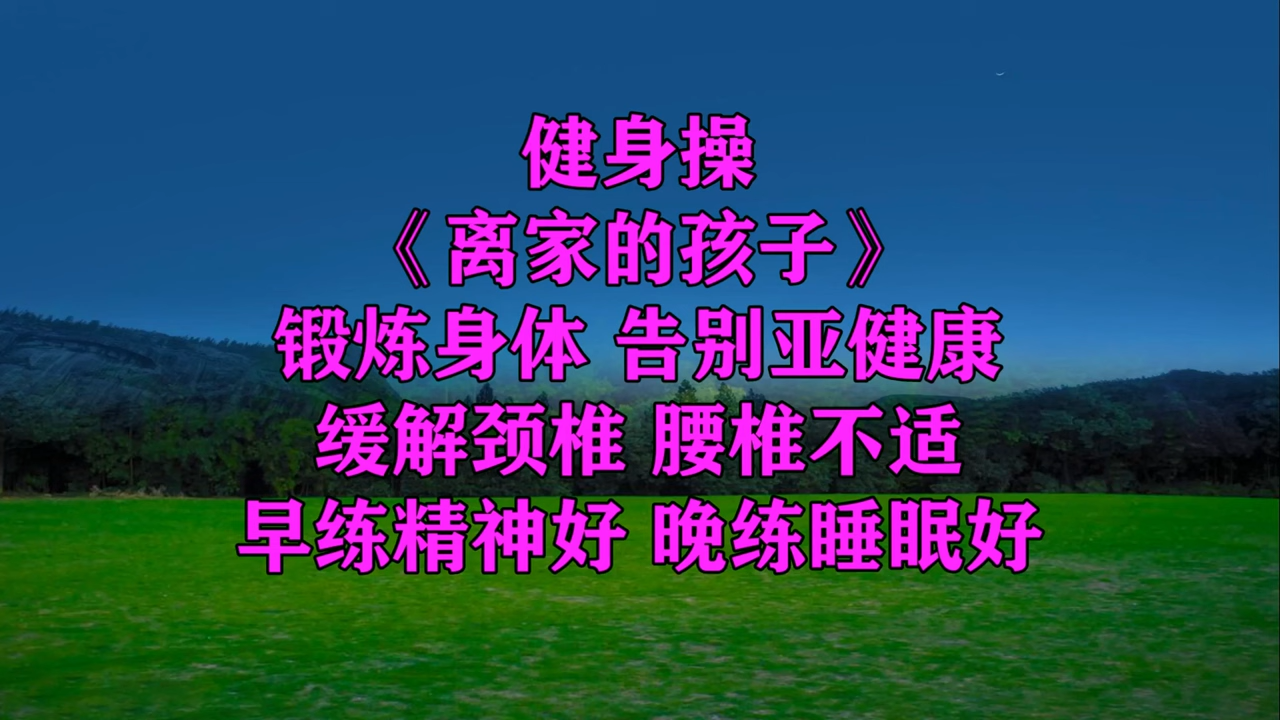 健身操
《离家的孩子》
锻炼身体 告别亚健康
缓解颈椎 腰椎不适
早练精神好 晚练睡眠好